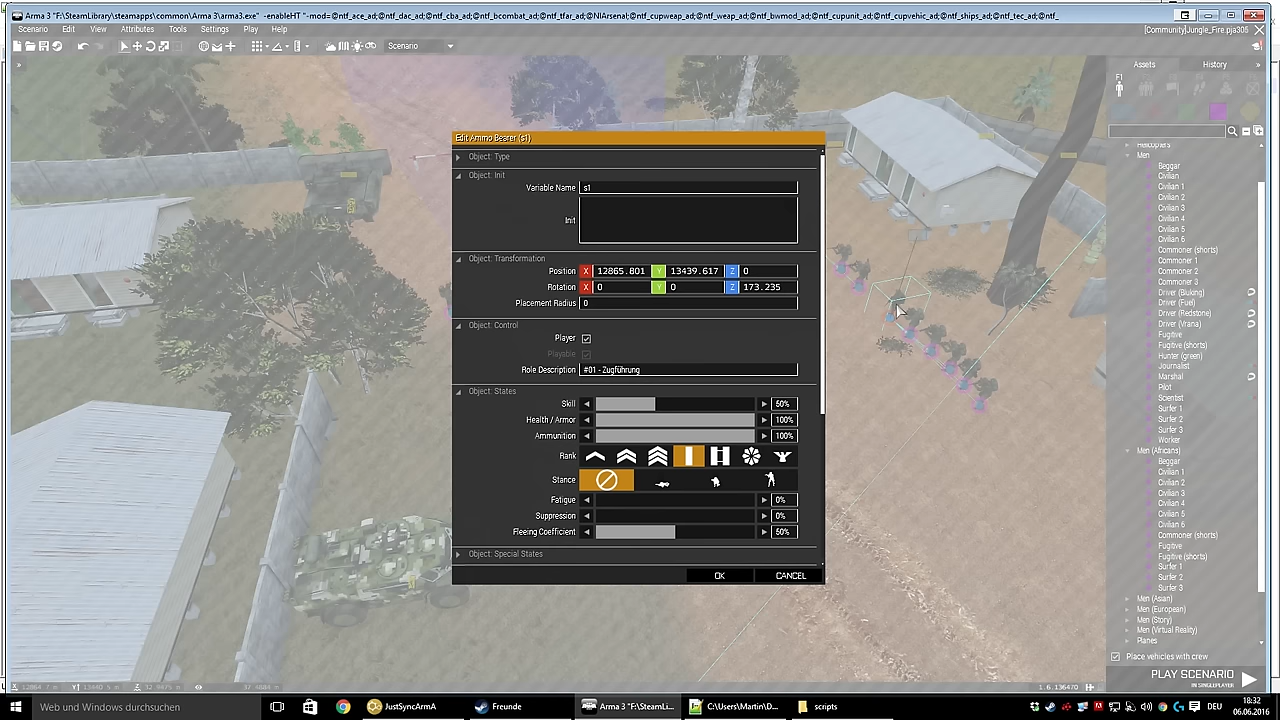 Arma 3 "F:\SteamLibrary\steamapps\common\Arma 3\arma3.exe" -enableHT "-mod=@ntf_ace_ad;@ntf_dac_ad;@ntf_cba_ad;@ntf_bcombat_ad;@ntf_tfar_ad;@NIArsenal;@ntf_cupweap_ad;@ntf_cupterr_ad;@ntf_bwmod_ad;@ntf_cupunit_ad;@ntf_cupvehic_ad;@ntf_ships_ad;@ntf_tec_ad;@ntf_
Scenario Edit View Attributes Tools Settings Play Help
[Community]Jungle_Fire.pja305
Scenario
Assets History
F1
Edit Ammo Bearer (s1)
Object: Type
Object: Init
Variable Name s1
Init
Object: Transformation
Position X 12865.801 Y 13439.617 Z 0
Rotation X 0 Y 0 Z 173.235
Placement Radius 0
Object: Control
Player
Playable
Role Description #01 - Zugführung
Object: States
Skill 50%
Health / Armor 100%
Ammunition 100%
Rank
Stance
Fatigue 0%
Suppression 0%
Fleeing Coefficient 50%
Object: Special States
OK CANCEL
Helicopters
Men
Beggar
Civilian
Civilian 1
Civilian 2
Civilian 3
Civilian 4
Civilian 5
Civilian 6
Commoner (shorts)
Commoner 1
Commoner 2
Commoner 3
Driver (Bluking)
Driver (Fuel)
Driver (Redstone)
Driver (Vrana)
Fugitive
Fugitive (shorts)
Hunter (green)
Journalist
Marshal
Pilot
Scientist
Surfer 1
Surfer 2
Surfer 3
Worker
Men (Africans)
Beggar
Civilian 1
Civilian 2
Civilian 3
Civilian 4
Civilian 5
Civilian 6
Commoner (shorts)
Fugitive
Fugitive (shorts)
Surfer 1
Surfer 2
Surfer 3
Men (Asian)
Men (European)
Men (Story)
Men (Virtual Reality)
Planes
Place vehicles with crew
PLAY SCENARIO
IN SINGLEPLAYER
1.6.136470
Web und Windows durchsuchen
JustSyncArmA
Freunde
Arma 3 "F:\SteamLi...
C:\Users\Martin\D...
scripts
DEU
18:32
06.06.2016